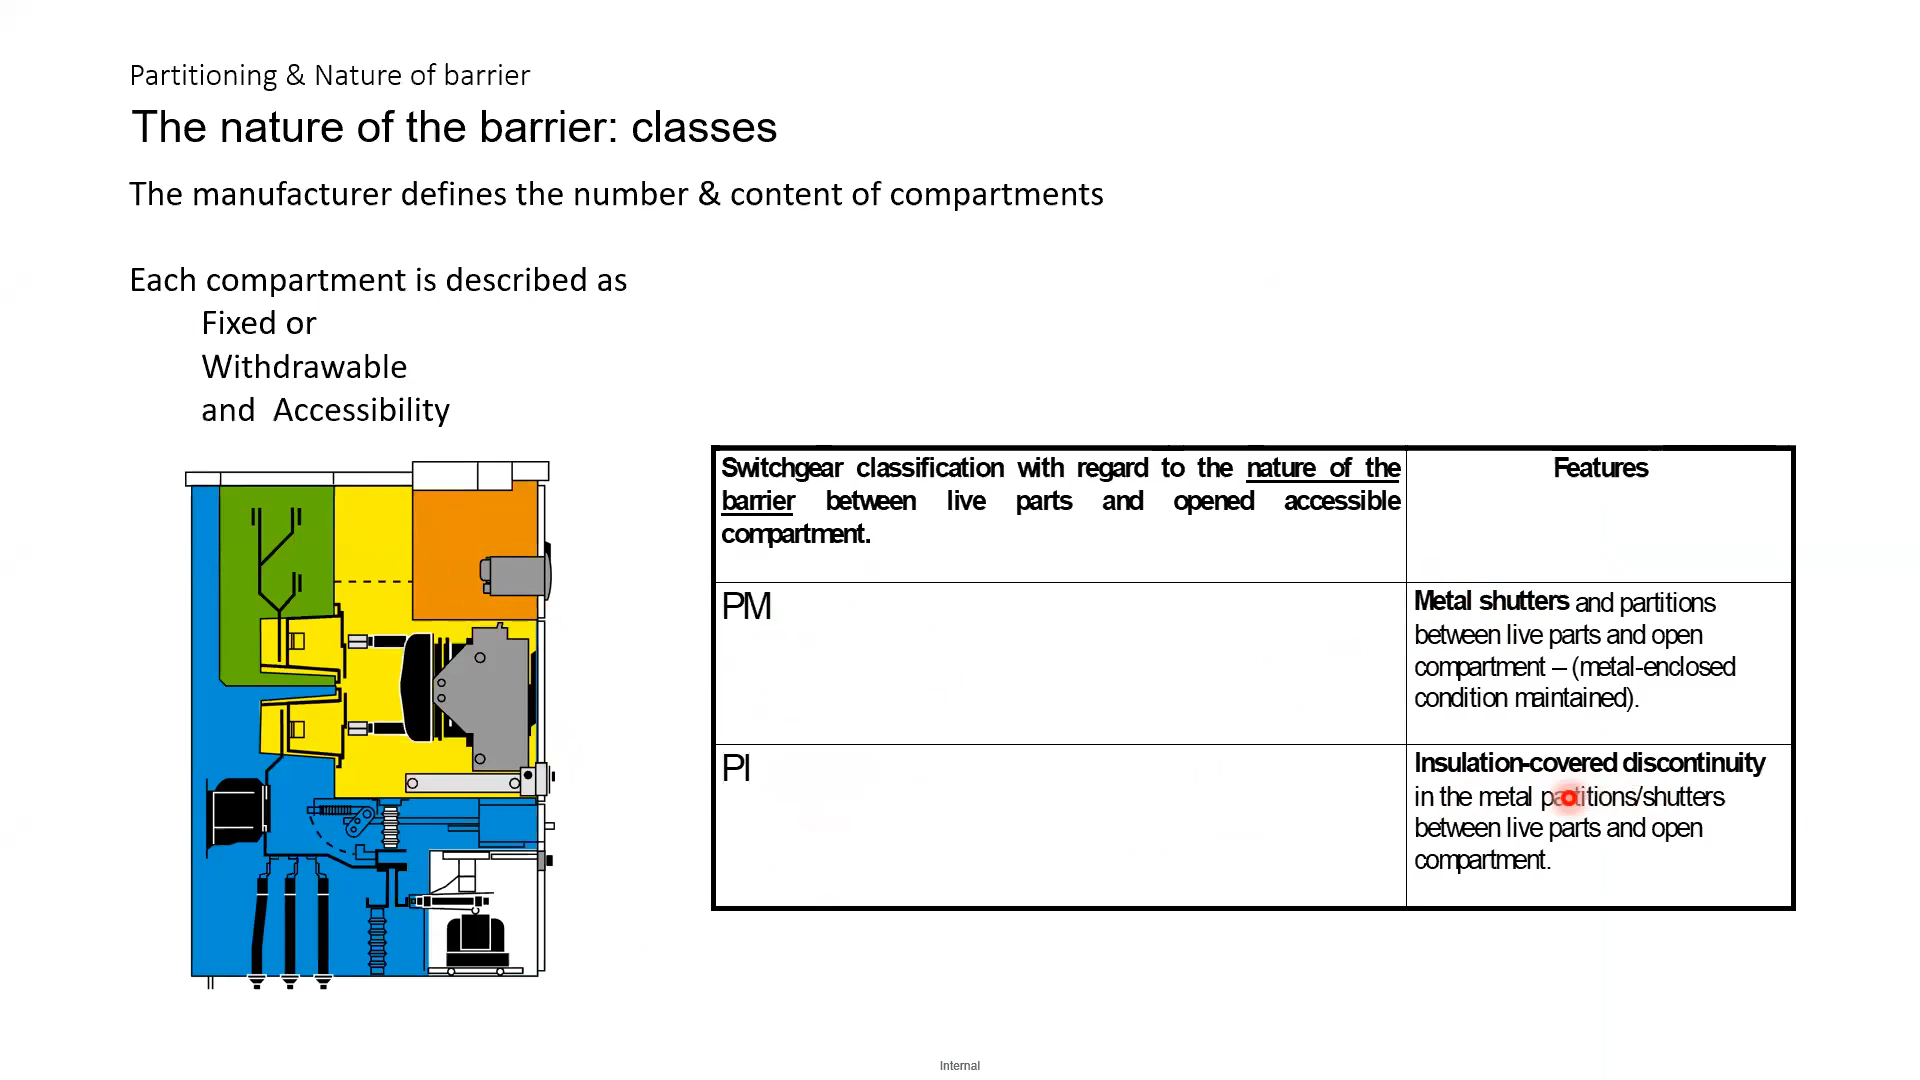 Partitioning & Nature of barrier
The nature of the barrier: classes
The manufacturer defines the number & content of compartments
Each compartment is described as
Fixed or
Withdrawable
and Accessibility
Switchgear classification with regard to the nature of the
barrier between live parts and opened accessible
compartment.
Features
PM
Metal shutters and partitions
between live parts and open
compartment – (metal-enclosed
condition maintained).
PI
Insulation-covered discontinuity
in the metal partitions/shutters
between live parts and open
compartment.
Internal